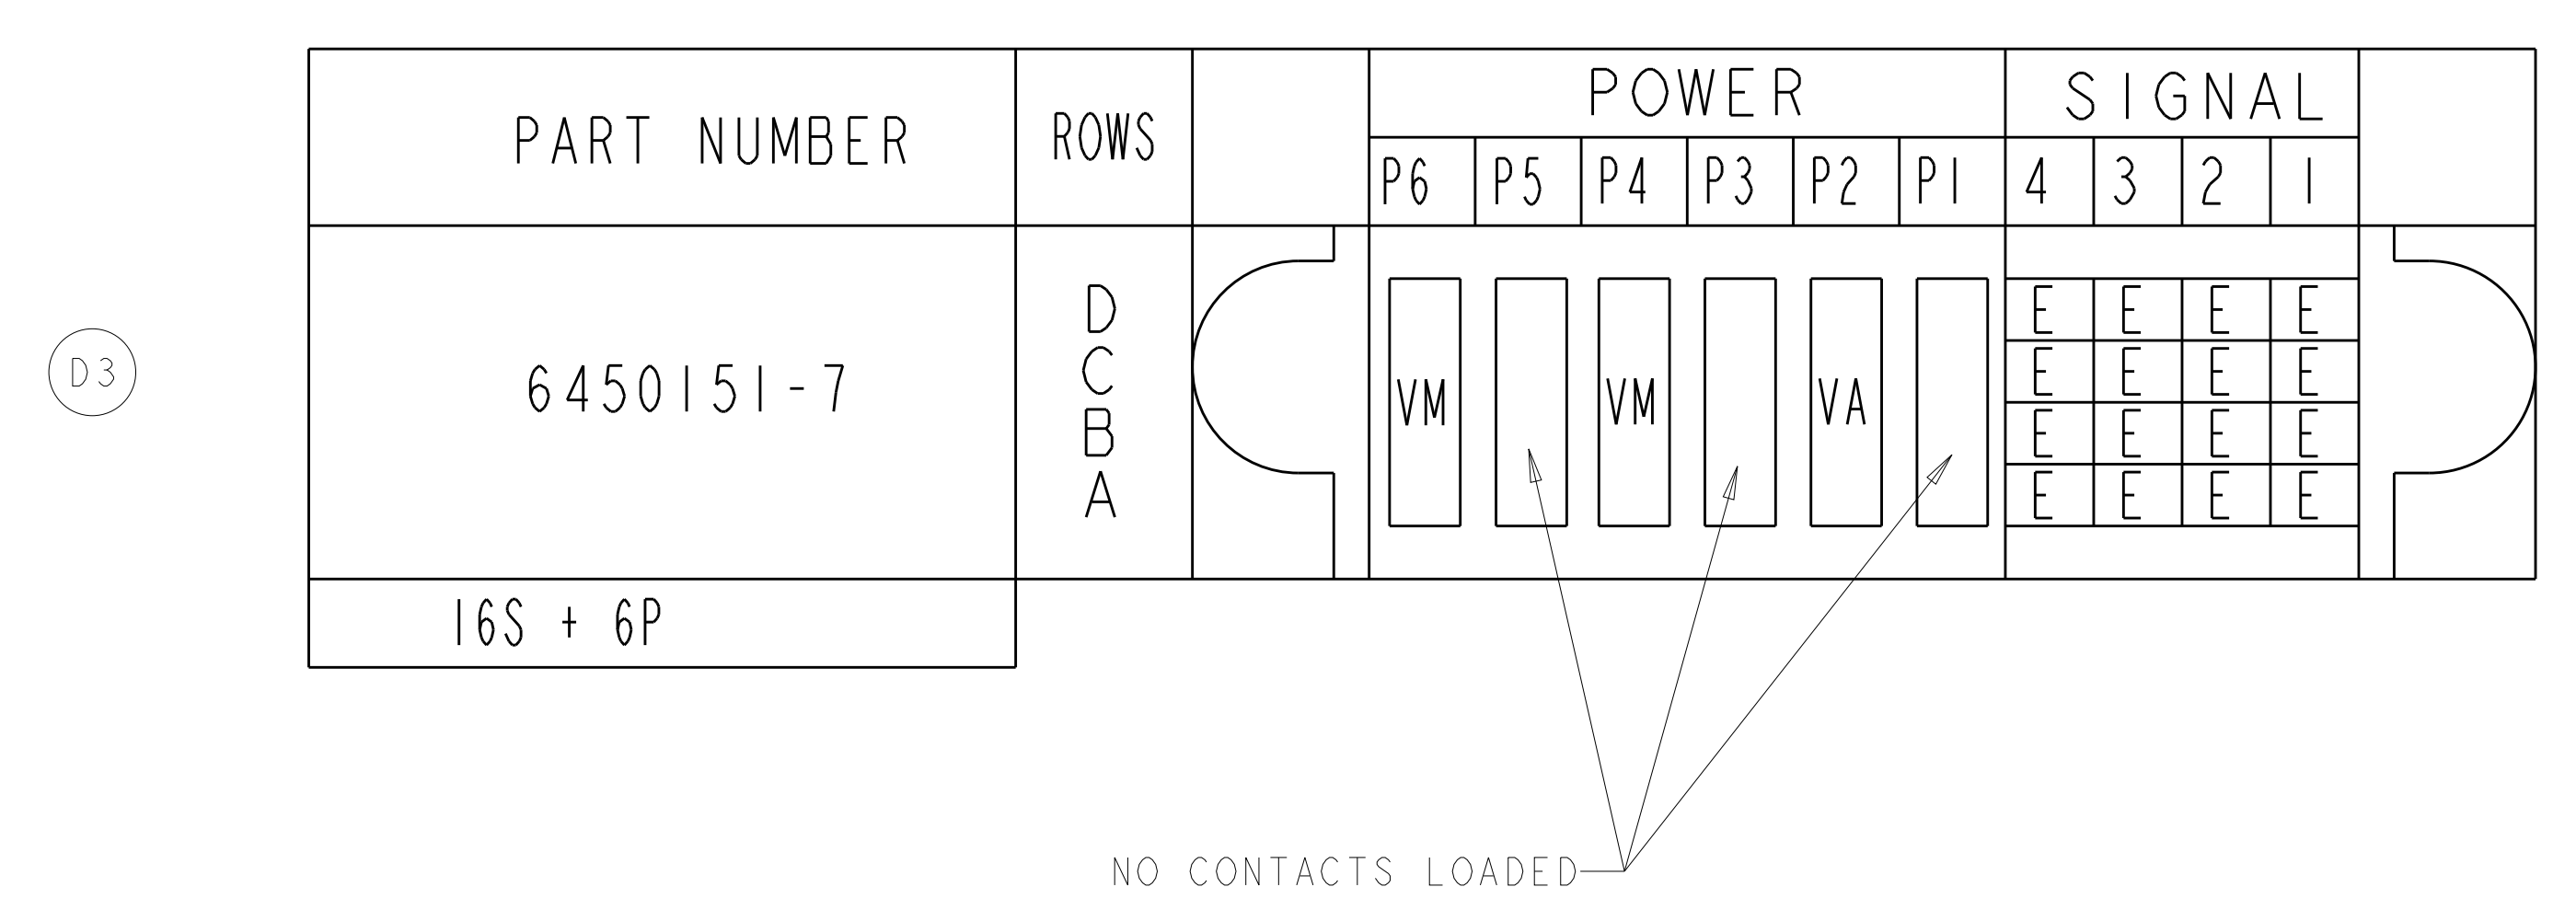 PART NUMBER ROWS POWER SIGNAL
P6 P5 P4 P3 P2 P1 4 3 2 1
D3
6450151-7
D E E E E
C E E E E
VM VM VA
B E E E E
A E E E E
16S + 6P
NO CONTACTS LOADED